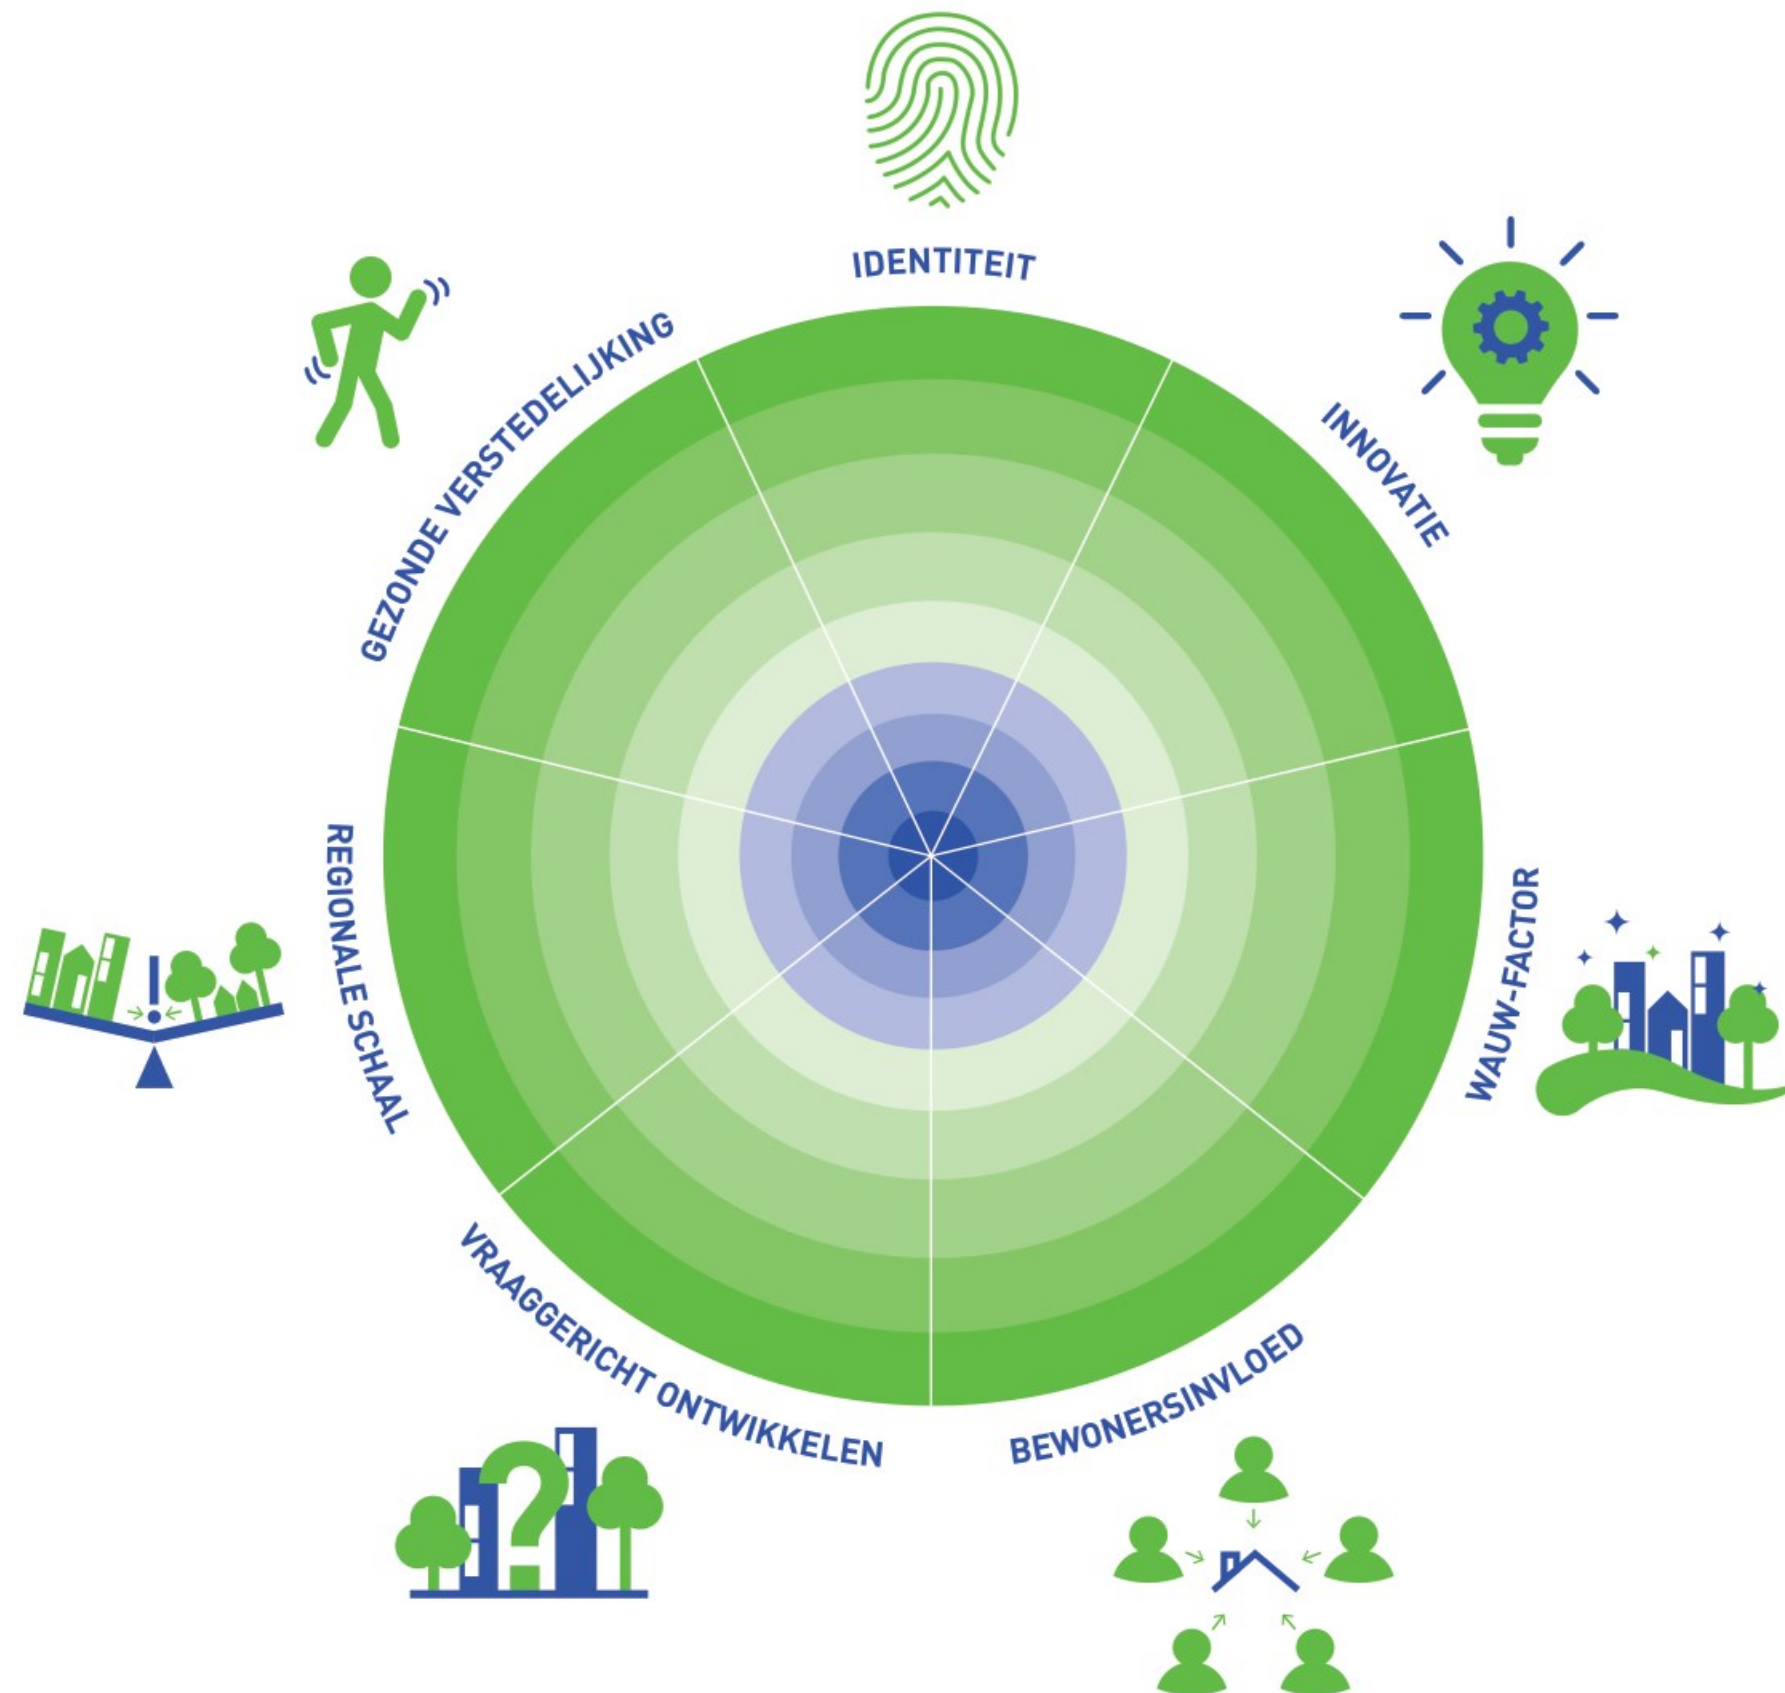 IDENTITEIT
INNOVATIE
WAUW-FACTOR
BEWONERSINVLOED
VRAAGGERICHT ONTWIKKELEN
REGIONALE SCHAAL
GEZONDE VERSTEDELIJKING